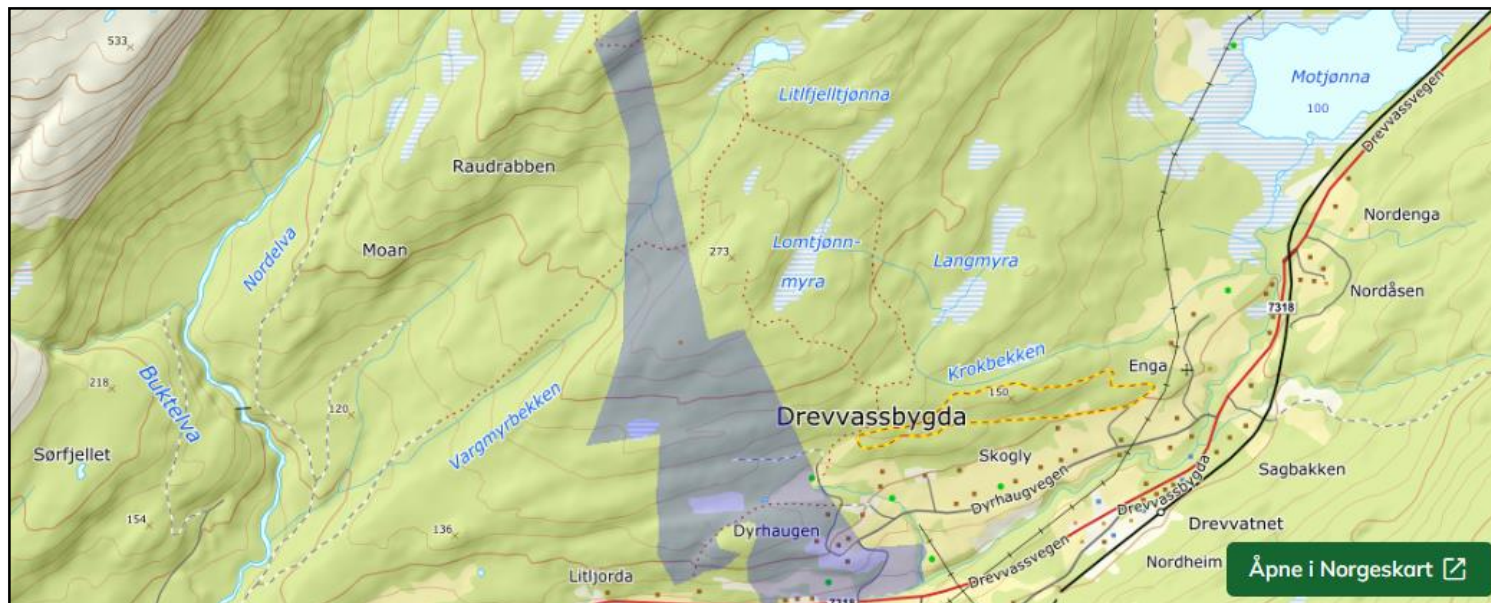 533
Motjønna
100
Litlfjelltjønna
Drevvassvegen
Raudrabben
Nordenga
Nordelva
Moan
273
Lomtjønn-
myra
Langmyra
Nordåsen
7318
Krokbekken
Enga
218
Buktelva
120
150
Drevvassbygda
Vargmyrbekken
Sørfjellet
Skogly
Sagbakken
Dyrhaugvegen
Drevvassbygda
154
136
Dyrhaugen
Drevvatnet
Drevvassvegen
Nordheim
Litljorda
Åpne i Norgeskart
7318